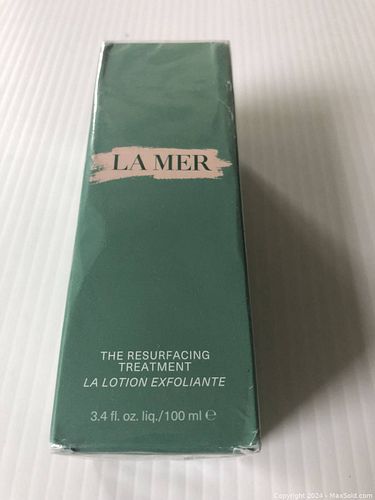 LA MER
THE RESURFACING
TREATMENT
LA LOTION EXFOLIANTE
3.4 fl. oz. liq./100 ml ℮
Copyright 2024 - MaxSold.com